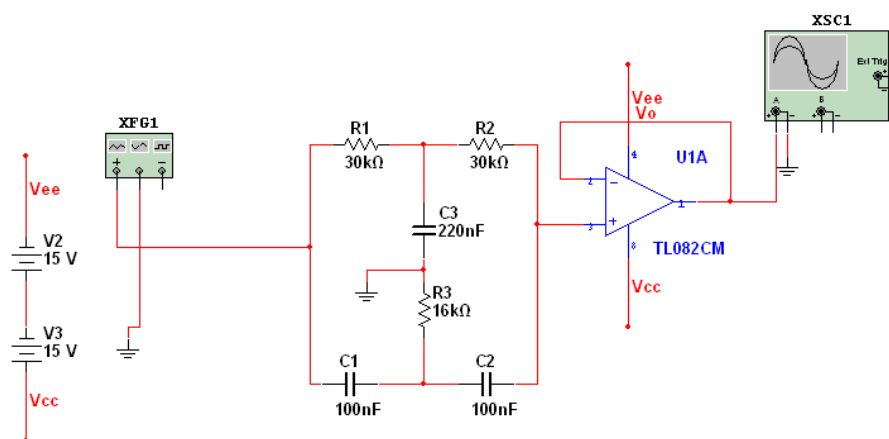 XSC1
Ext Trig
+
-
A
B
+ - + -
XFG1
+ -
Vee
V2
15 V
V3
15 V
Vcc
R1
30kΩ
R2
30kΩ
C3
220nF
R3
16kΩ
C1
100nF
C2
100nF
Vee
Vo
4
U1A
2
-
+
3
1
8
TL082CM
Vcc